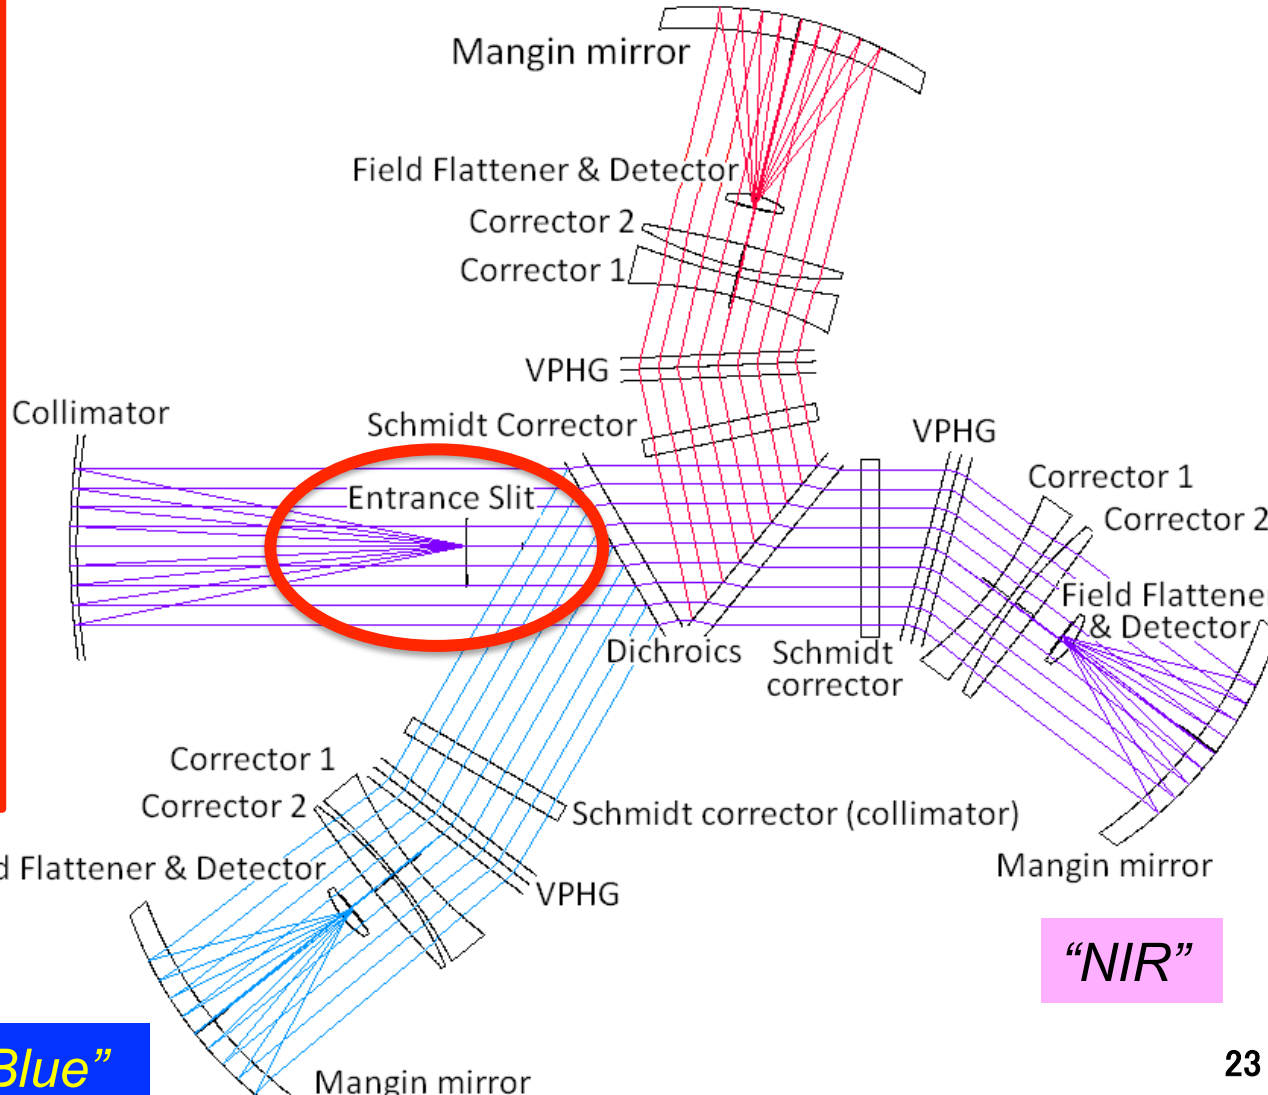 Mangin mirror
Field Flattener & Detector
Corrector 2
Corrector 1
VPHG
Collimator
Schmidt Corrector
VPHG
Entrance Slit
Corrector 1
Corrector 2
Field Flattene
& Detector
Dichroics
Schmidt
corrector
Corrector 1
Corrector 2
Schmidt corrector (collimator)
d Flattener & Detector
VPHG
Mangin mirror
“NIR”
Blue”
Mangin mirror
23